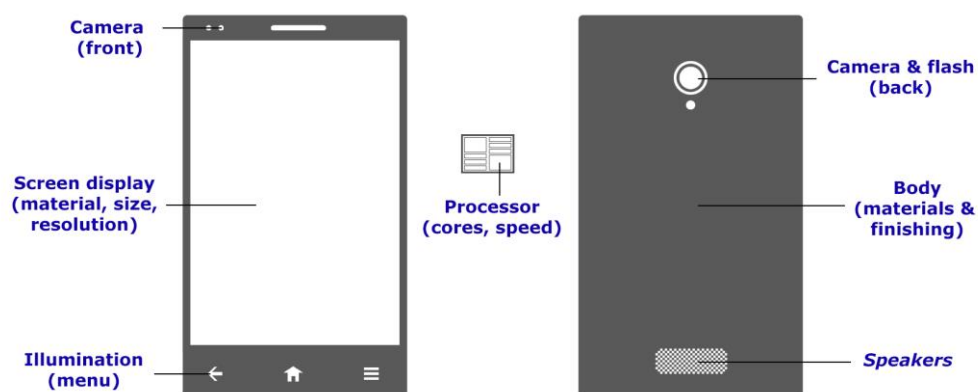 Camera
(front)
Screen display
(material, size,
resolution)
Illumination
(menu)
Processor
(cores, speed)
Camera & flash
(back)
Body
(materials &
finishing)
Speakers